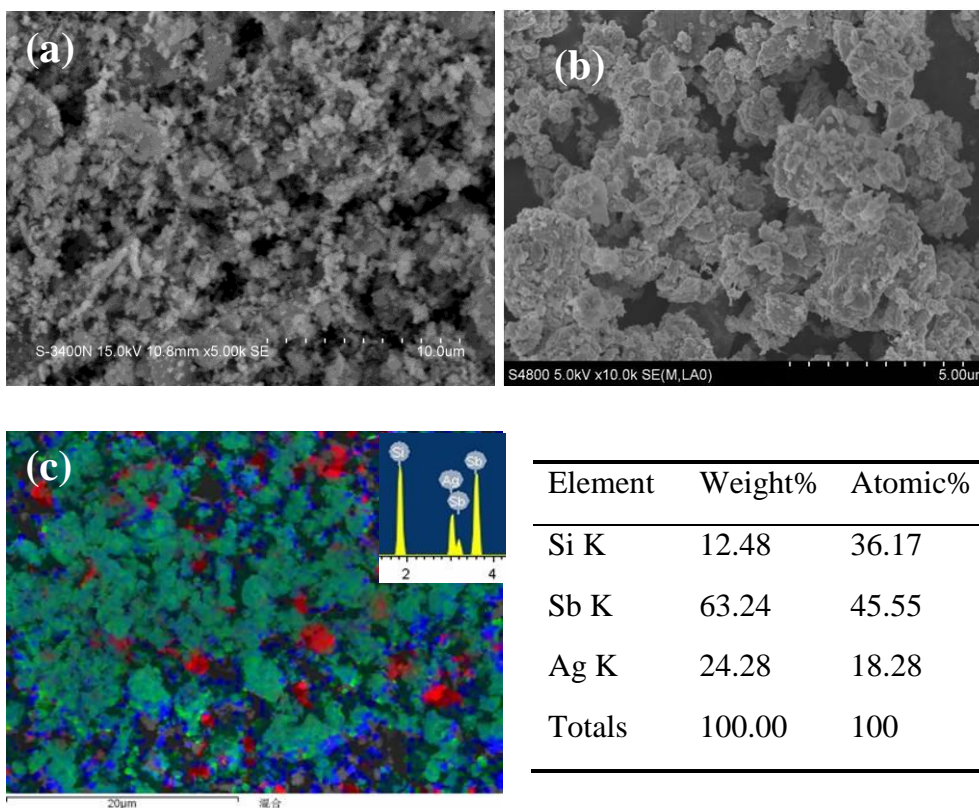 (a)
S-3400N 15.0kV 10.8mm x5.00k SE 10.0um
(b)
S4800 5.0kV x10.0k SE(M,LA0) 5.00um
(c)
Si
Ag
Sb
Sb
2 4
20μm 混合
Element Weight% Atomic%
Si K 12.48 36.17
Sb K 63.24 45.55
Ag K 24.28 18.28
Totals 100.00 100